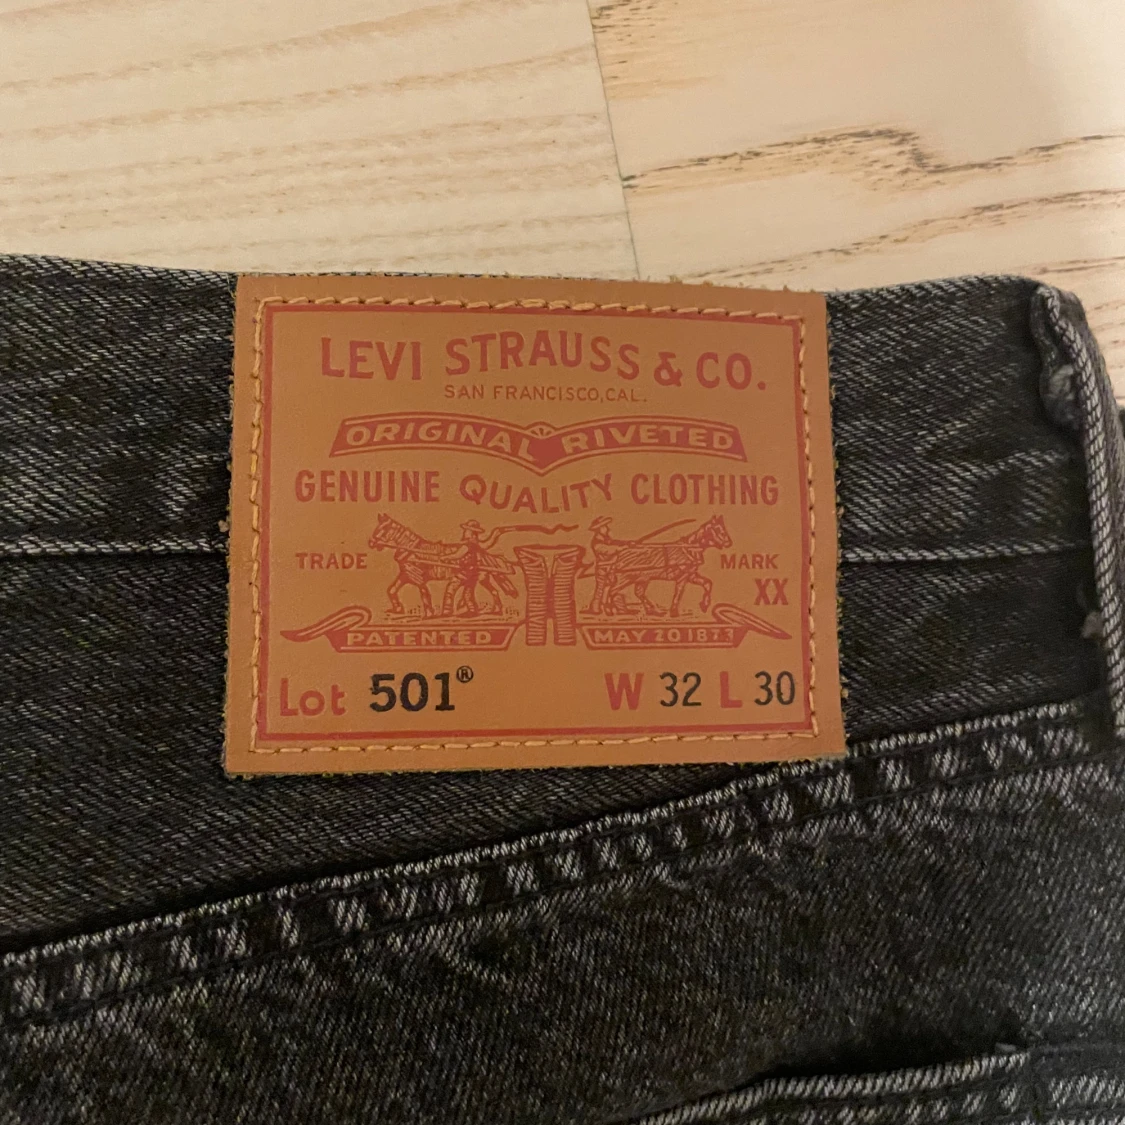 LEVI STRAUSS & CO.
SAN FRANCISCO, CAL.
ORIGINAL RIVETED
GENUINE QUALITY CLOTHING
TRADE MARK
XX
PATENTED MAY 20 1873
Lot 501® W 32 L 30